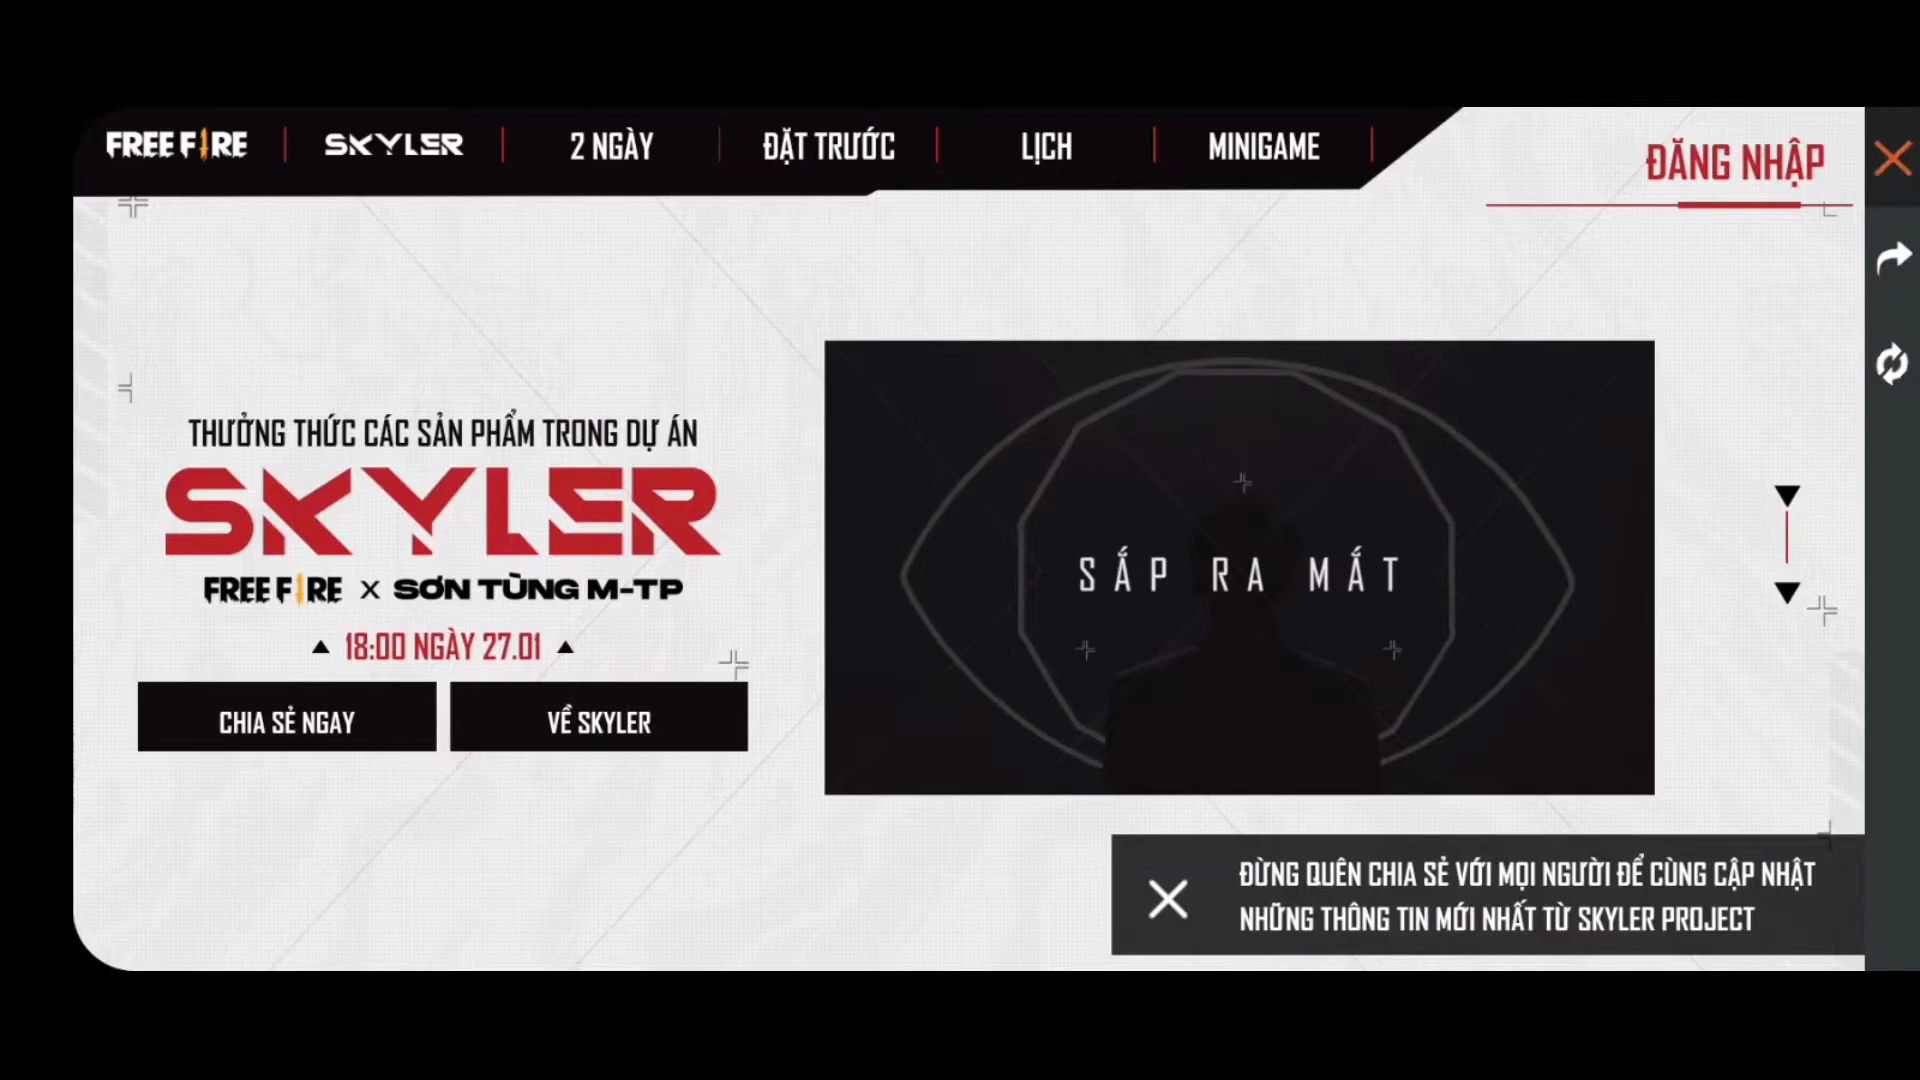 FREE FIRE
SKYLER
2 NGÀY
ĐẶT TRƯỚC
LỊCH
MINIGAME
ĐĂNG NHẬP
THƯỞNG THỨC CÁC SẢN PHẨM TRONG DỰ ÁN
SKYLER
FREE FIRE X SƠN TÙNG M-TP
18:00 NGÀY 27.01
CHIA SẺ NGAY
VỀ SKYLER
SẮP RA MẮT
ĐỪNG QUÊN CHIA SẺ VỚI MỌI NGƯỜI ĐỂ CÙNG CẬP NHẬT
NHỮNG THÔNG TIN MỚI NHẤT TỪ SKYLER PROJECT